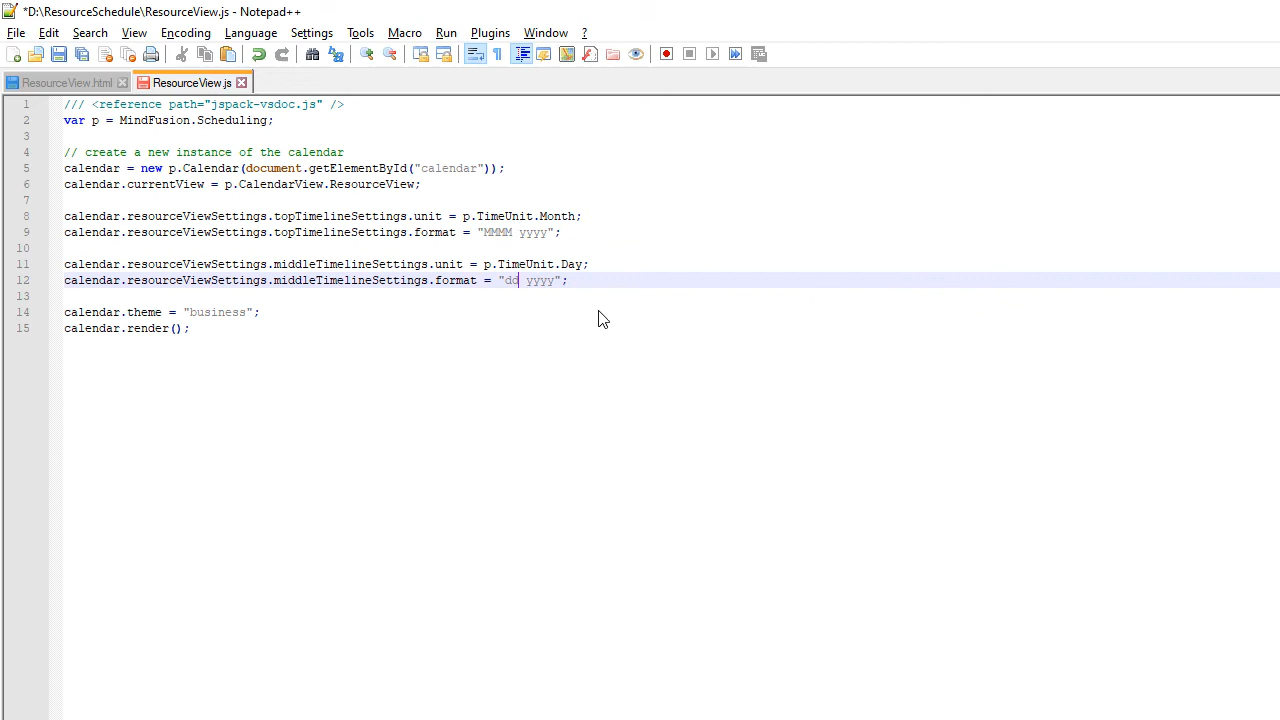 *D:\ResourceSchedule\ResourceView.js - Notepad++
File Edit Search View Encoding Language Settings Tools Macro Run Plugins Window ?
ResourceView.html ResourceView.js
1 /// <reference path="jspack-vsdoc.js" />
2 var p = MindFusion.Scheduling;
3
4 // create a new instance of the calendar
5 calendar = new p.Calendar(document.getElementById("calendar"));
6 calendar.currentView = p.CalendarView.ResourceView;
7
8 calendar.resourceViewSettings.topTimelineSettings.unit = p.TimeUnit.Month;
9 calendar.resourceViewSettings.topTimelineSettings.format = "MMMM yyyy";
10
11 calendar.resourceViewSettings.middleTimelineSettings.unit = p.TimeUnit.Day;
12 calendar.resourceViewSettings.middleTimelineSettings.format = "dd yyyy";
13
14 calendar.theme = "business";
15 calendar.render();